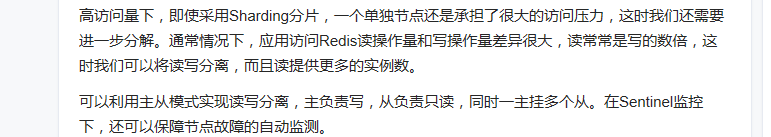 高访问量下，即使采用Sharding分片，一个单独节点还是承担了很大的访问压力，这时我们还需要
进一步分解。通常情况下，应用访问Redis读操作量和写操作量差异很大，读常常是写的数倍，这
时我们可以将读写分离，而且读提供更多的实例数。
可以利用主从模式实现读写分离，主负责写，从负责只读，同时一主挂多个从。在Sentinel监控
下，还可以保障节点故障的自动监测。